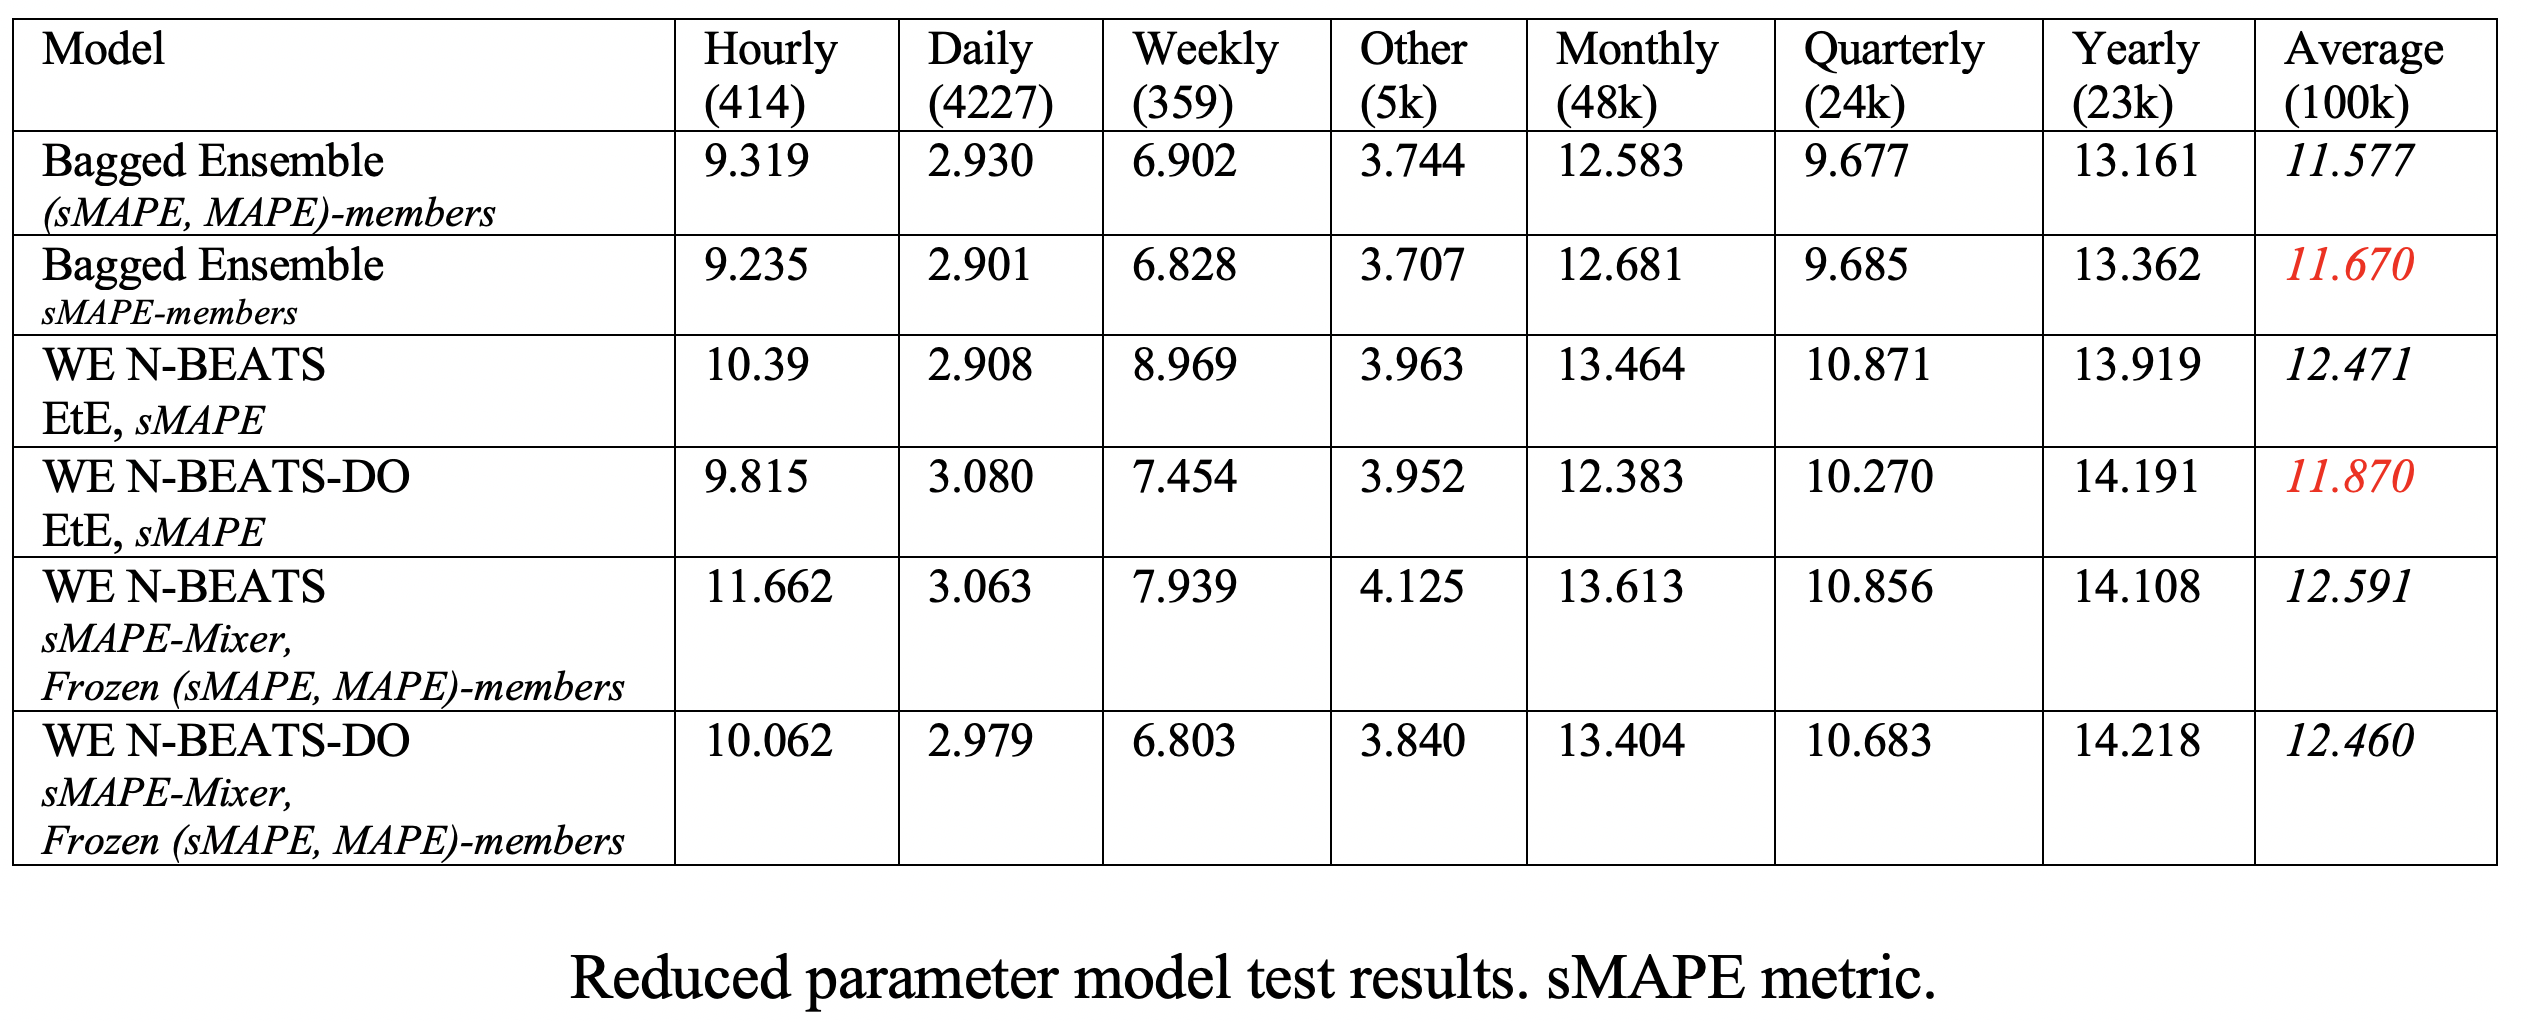 Model Hourly Daily Weekly Other Monthly Quarterly Yearly Average
(414) (4227) (359) (5k) (48k) (24k) (23k) (100k)
Bagged Ensemble 9.319 2.930 6.902 3.744 12.583 9.677 13.161 11.577
(sMAPE, MAPE)-members
Bagged Ensemble 9.235 2.901 6.828 3.707 12.681 9.685 13.362 11.670
sMAPE-members
WE N-BEATS 10.39 2.908 8.969 3.963 13.464 10.871 13.919 12.471
EtE, sMAPE
WE N-BEATS-DO 9.815 3.080 7.454 3.952 12.383 10.270 14.191 11.870
EtE, sMAPE
WE N-BEATS 11.662 3.063 7.939 4.125 13.613 10.856 14.108 12.591
sMAPE-Mixer,
Frozen (sMAPE, MAPE)-members
WE N-BEATS-DO 10.062 2.979 6.803 3.840 13.404 10.683 14.218 12.460
sMAPE-Mixer,
Frozen (sMAPE, MAPE)-members
Reduced parameter model test results. sMAPE metric.